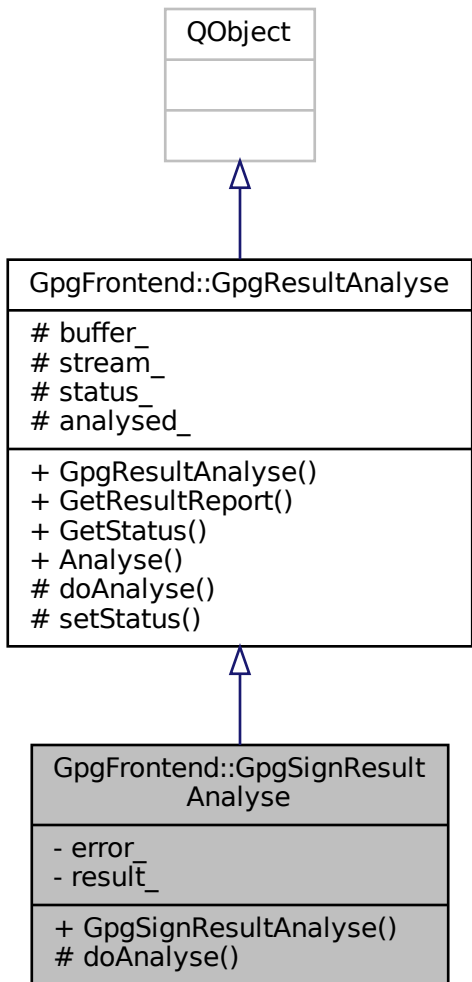 QObject
GpgFrontend::GpgResultAnalyse
# buffer_
# stream_
# status_
# analysed_
+ GpgResultAnalyse()
+ GetResultReport()
+ GetStatus()
+ Analyse()
# doAnalyse()
# setStatus()
GpgFrontend::GpgSignResult
Analyse
- error_
- result_
+ GpgSignResultAnalyse()
# doAnalyse()